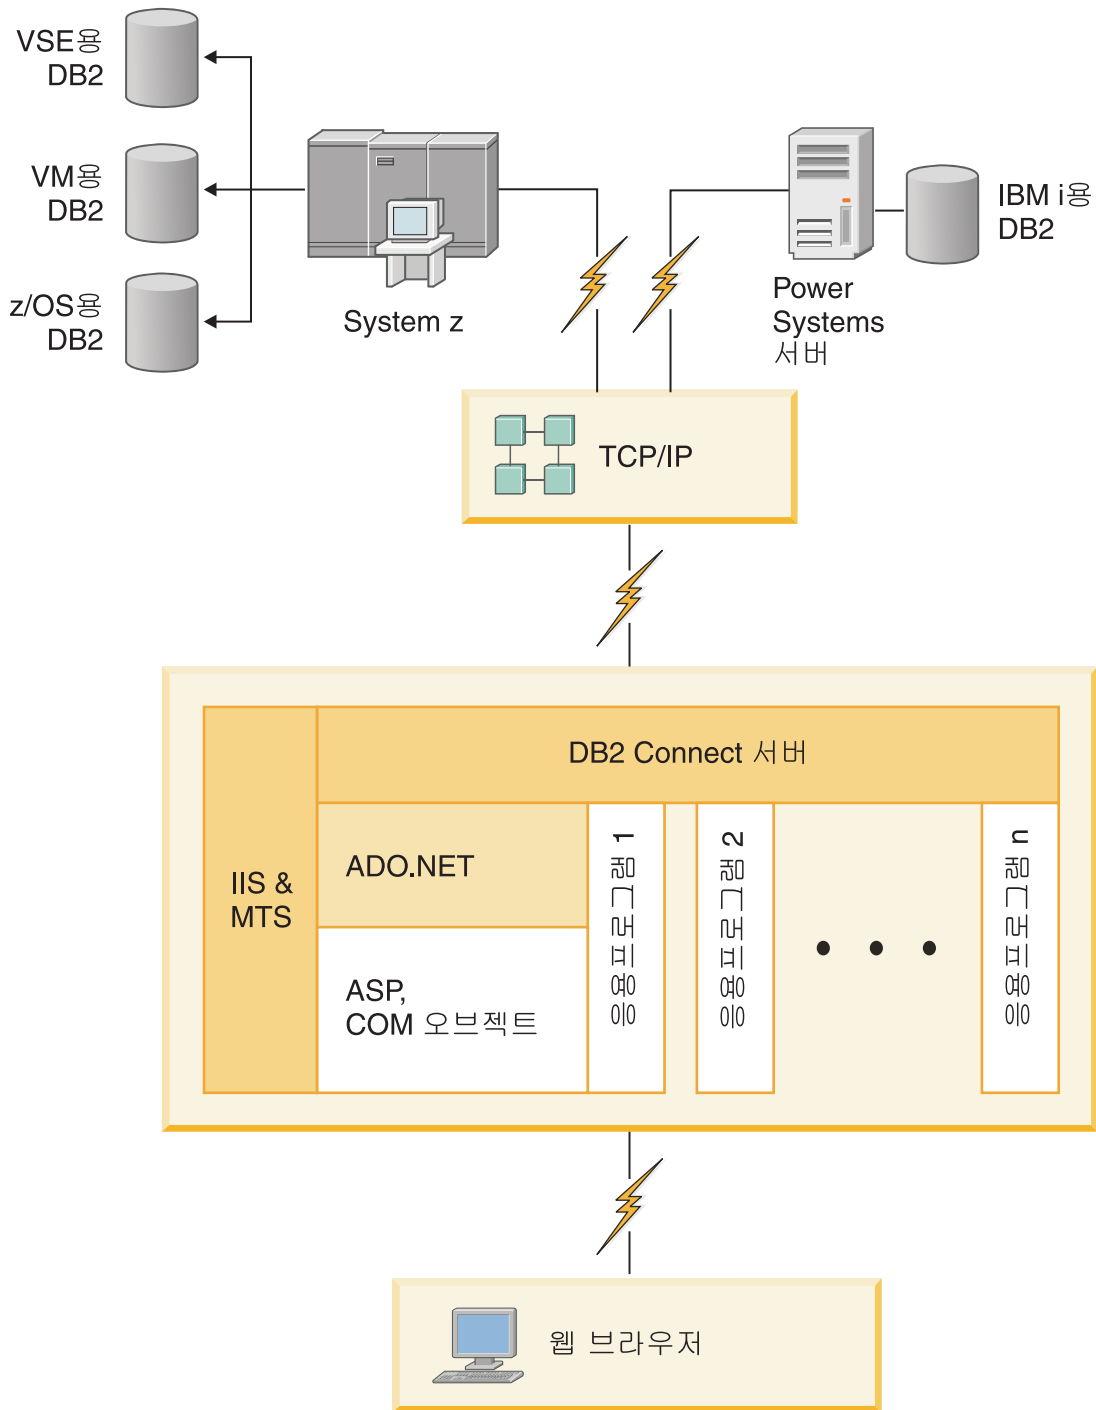 VSE용
DB2
VM용
DB2
z/OS용
DB2
System z
Power
Systems
서버
IBM i용
DB2
TCP/IP
DB2 Connect 서버
IIS &
MTS
ADO.NET
ASP,
COM 오브젝트
응용프로그램 1
응용프로그램 2
응용프로그램 n
웹 브라우저